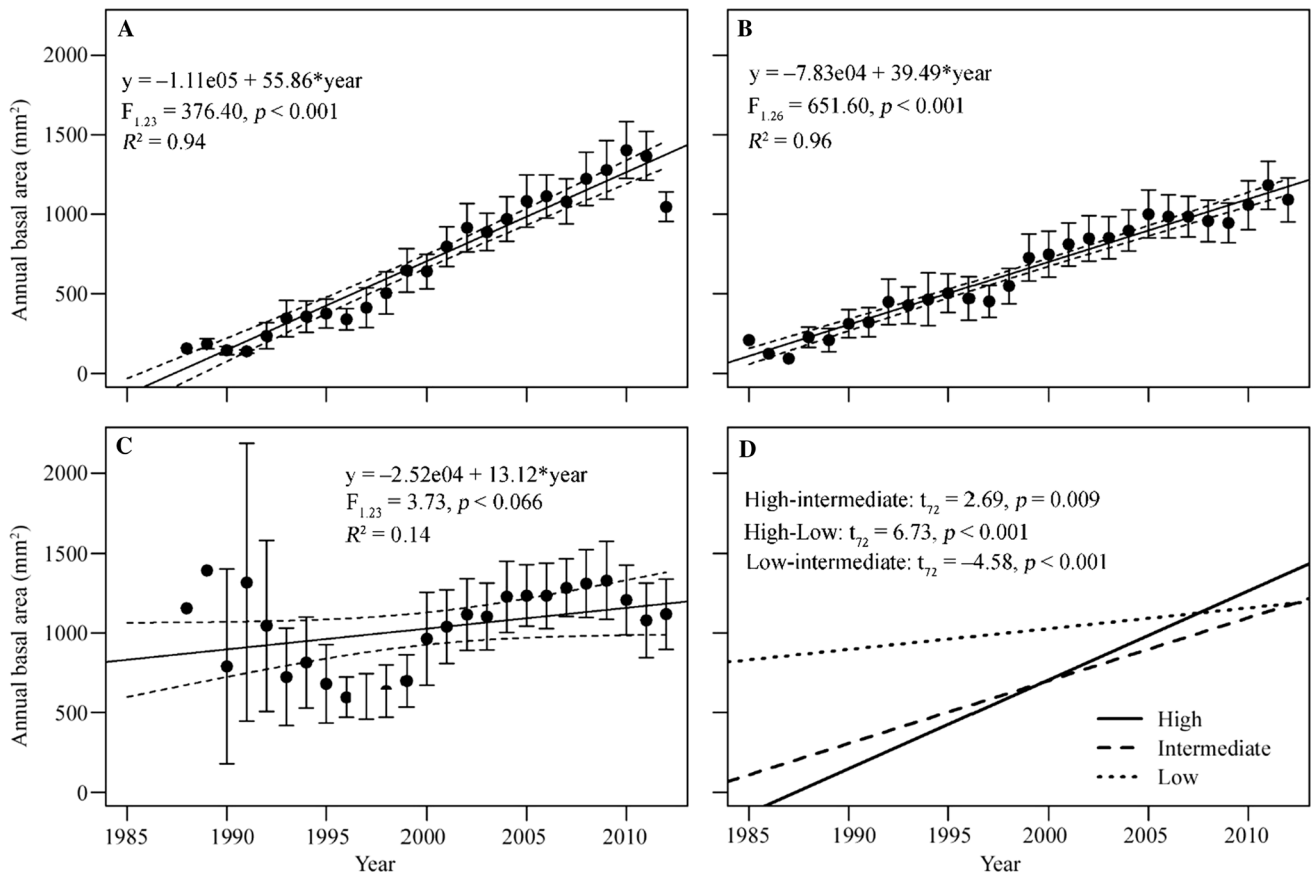 A
y = –1.11e05 + 55.86*year
F1.23 = 376.40, p < 0.001
R2 = 0.94
2000
1500
1000
500
0
Annual basal area (mm2)
B
y = –7.83e04 + 39.49*year
F1.26 = 651.60, p < 0.001
R2 = 0.96
C
y = –2.52e04 + 13.12*year
F1.23 = 3.73, p < 0.066
R2 = 0.14
2000
1500
1000
500
0
Annual basal area (mm2)
1985 1990 1995 2000 2005 2010
Year
D
High-intermediate: t72 = 2.69, p = 0.009
High-Low: t72 = 6.73, p < 0.001
Low-intermediate: t72 = –4.58, p < 0.001
High
Intermediate
Low
1985 1990 1995 2000 2005 2010
Year